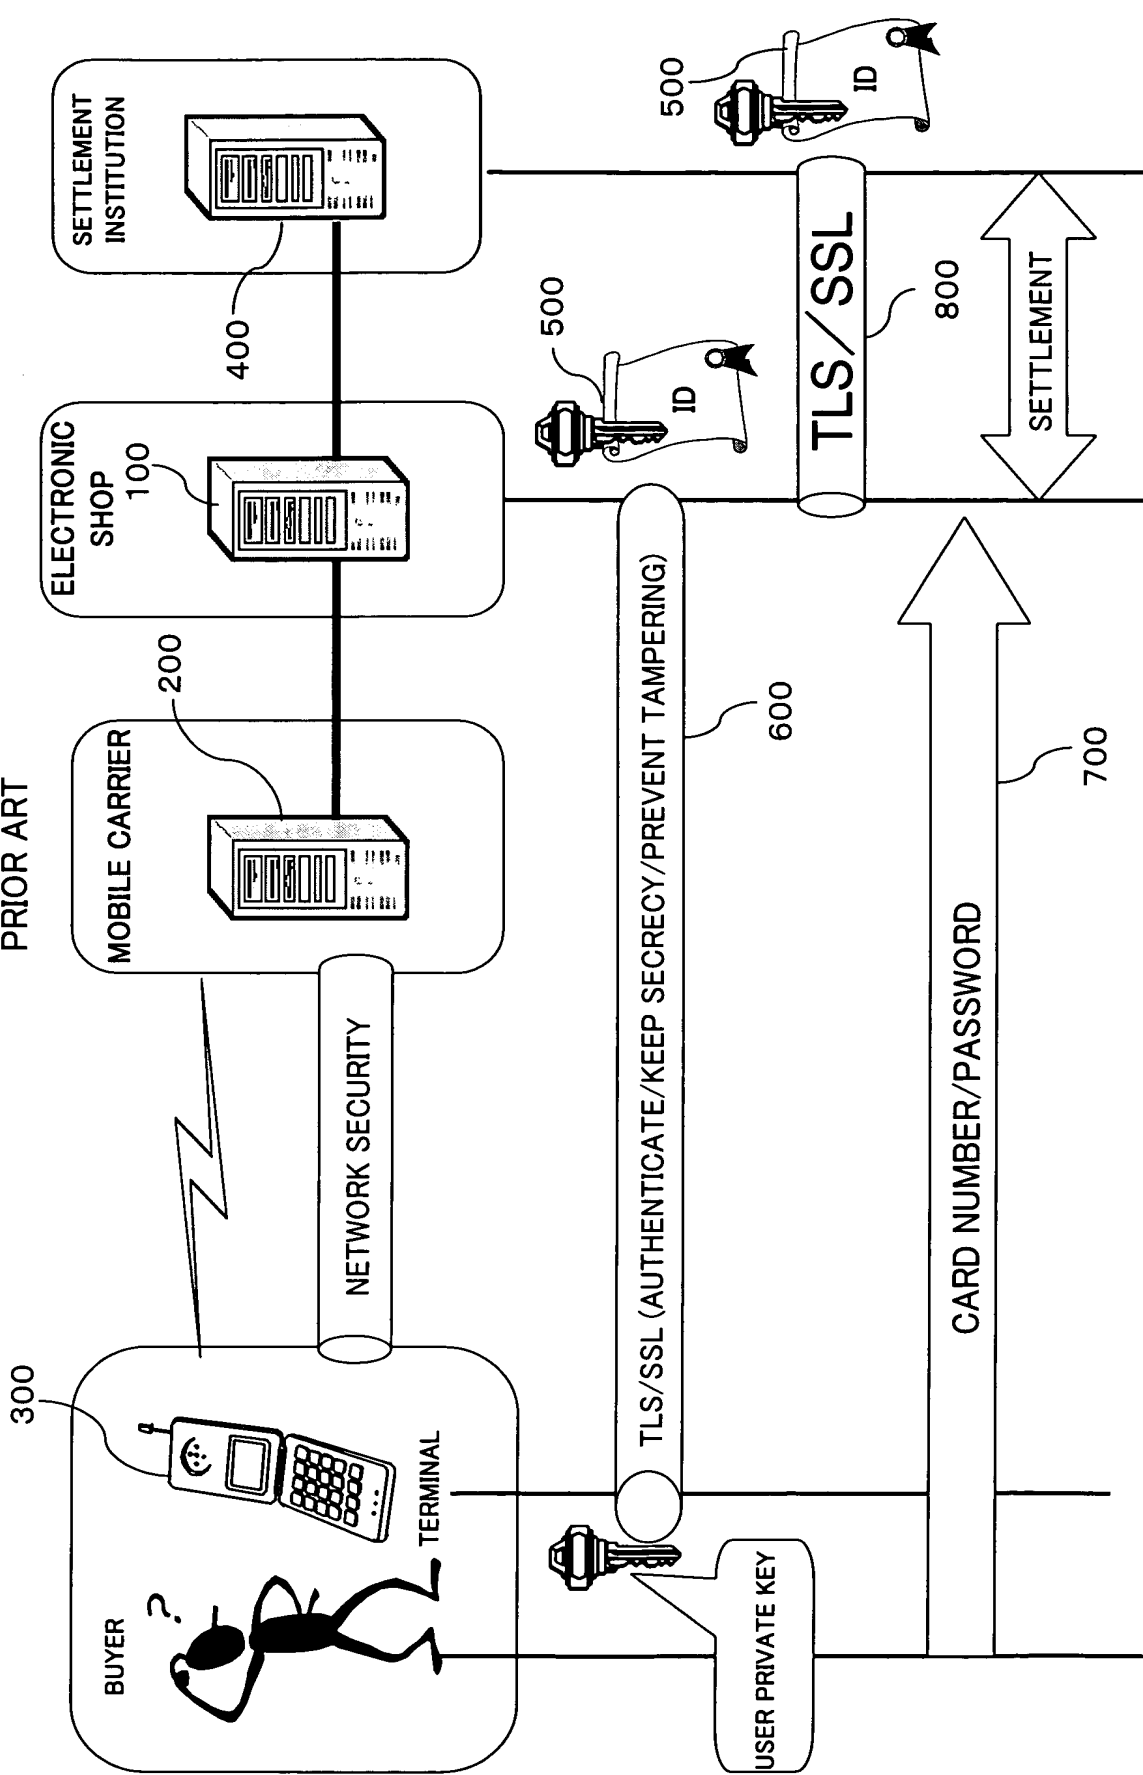 PRIOR ART
BUYER
?
300
TERMINAL
NETWORK SECURITY
MOBILE CARRIER
200
ELECTRONIC
SHOP
100
SETTLEMENT
INSTITUTION
400
USER PRIVATE KEY
TLS/SSL (AUTHENTICATE/KEEP SECRECY/PREVENT TAMPERING)
600
500
ID
500
ID
TLS/SSL
800
CARD NUMBER/PASSWORD
700
SETTLEMENT